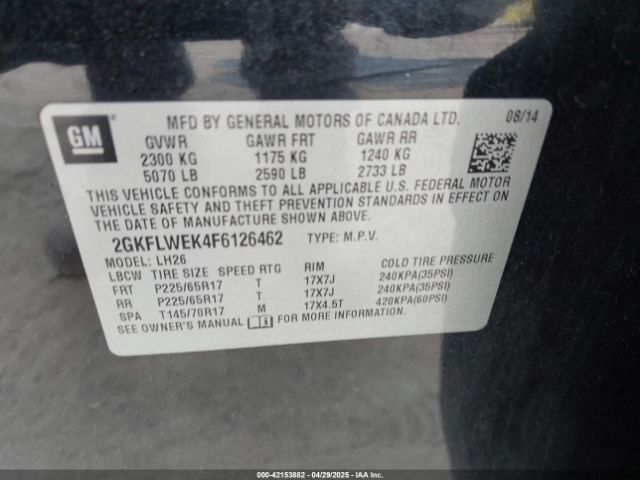 GM
MFD BY GENERAL MOTORS OF CANADA LTD. 08/14
GVWR GAWR FRT GAWR RR
2300 KG 1175 KG 1240 KG
5070 LB 2590 LB 2733 LB
THIS VEHICLE CONFORMS TO ALL APPLICABLE U.S. FEDERAL MOTOR
VEHICLE SAFETY AND THEFT PREVENTION STANDARDS IN EFFECT ON
THE DATE OF MANUFACTURE SHOWN ABOVE.
2GKFLWEK4F6126462 TYPE: M.P.V.
MODEL: LH26
LBCW TIRE SIZE SPEED RTG RIM COLD TIRE PRESSURE
FRT P225/65R17 T 17X7J 240KPA(35PSI)
RR P225/65R17 T 17X7J 240KPA(35PSI)
SPA T145/70R17 M 17X4.5T 420KPA(60PSI)
SEE OWNER'S MANUAL FOR MORE INFORMATION.
000-42153882 - 04/29/2025 - IAAI.COM